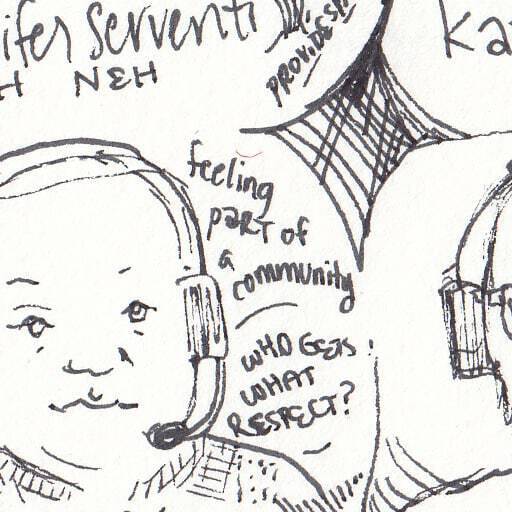 ifer Serventi
H NEH
PROVIDES!
Ka
feeling
PART of
a
community
WHO GETS
WHAT
RESPECT?